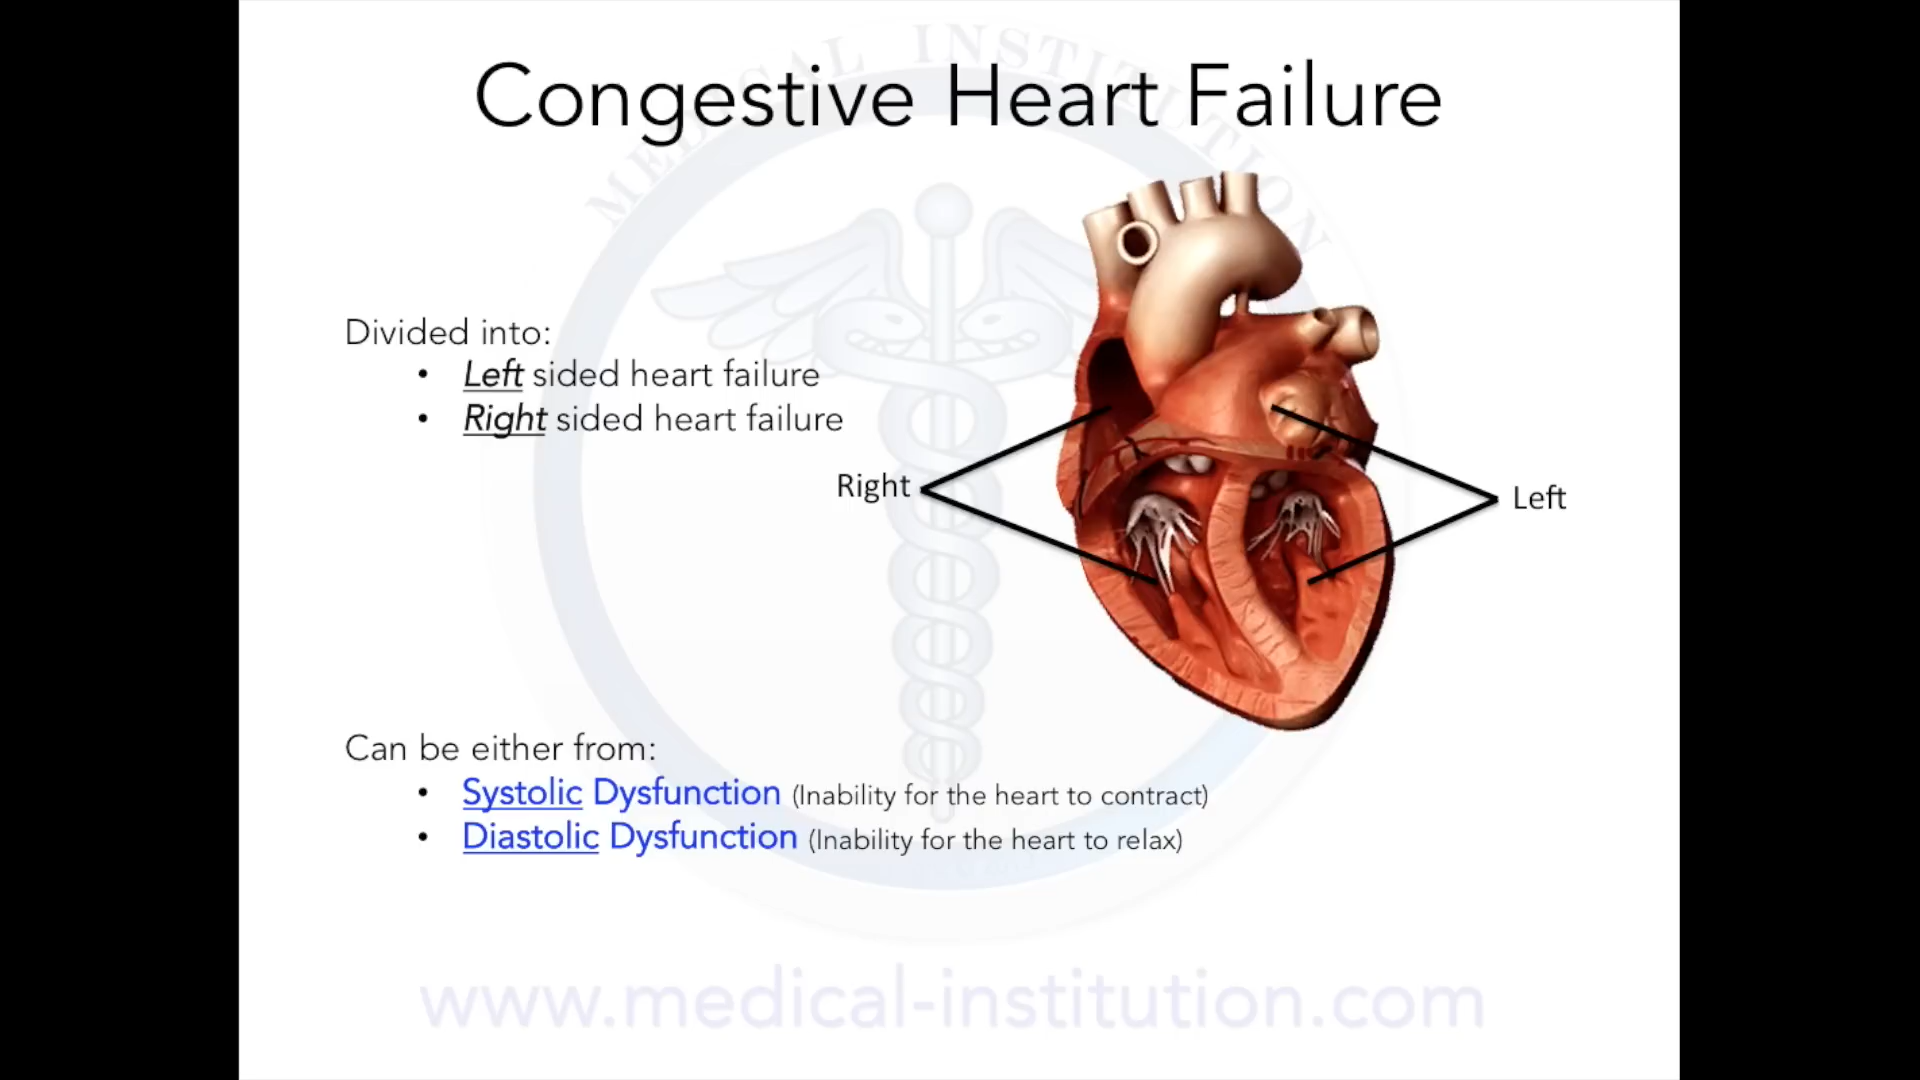 MEDICAL INSTITUTION
Congestive Heart Failure
Divided into:
• Left sided heart failure
• Right sided heart failure
Right
Left
Can be either from:
• Systolic Dysfunction (Inability for the heart to contract)
• Diastolic Dysfunction (Inability for the heart to relax)
www.medical-institution.com